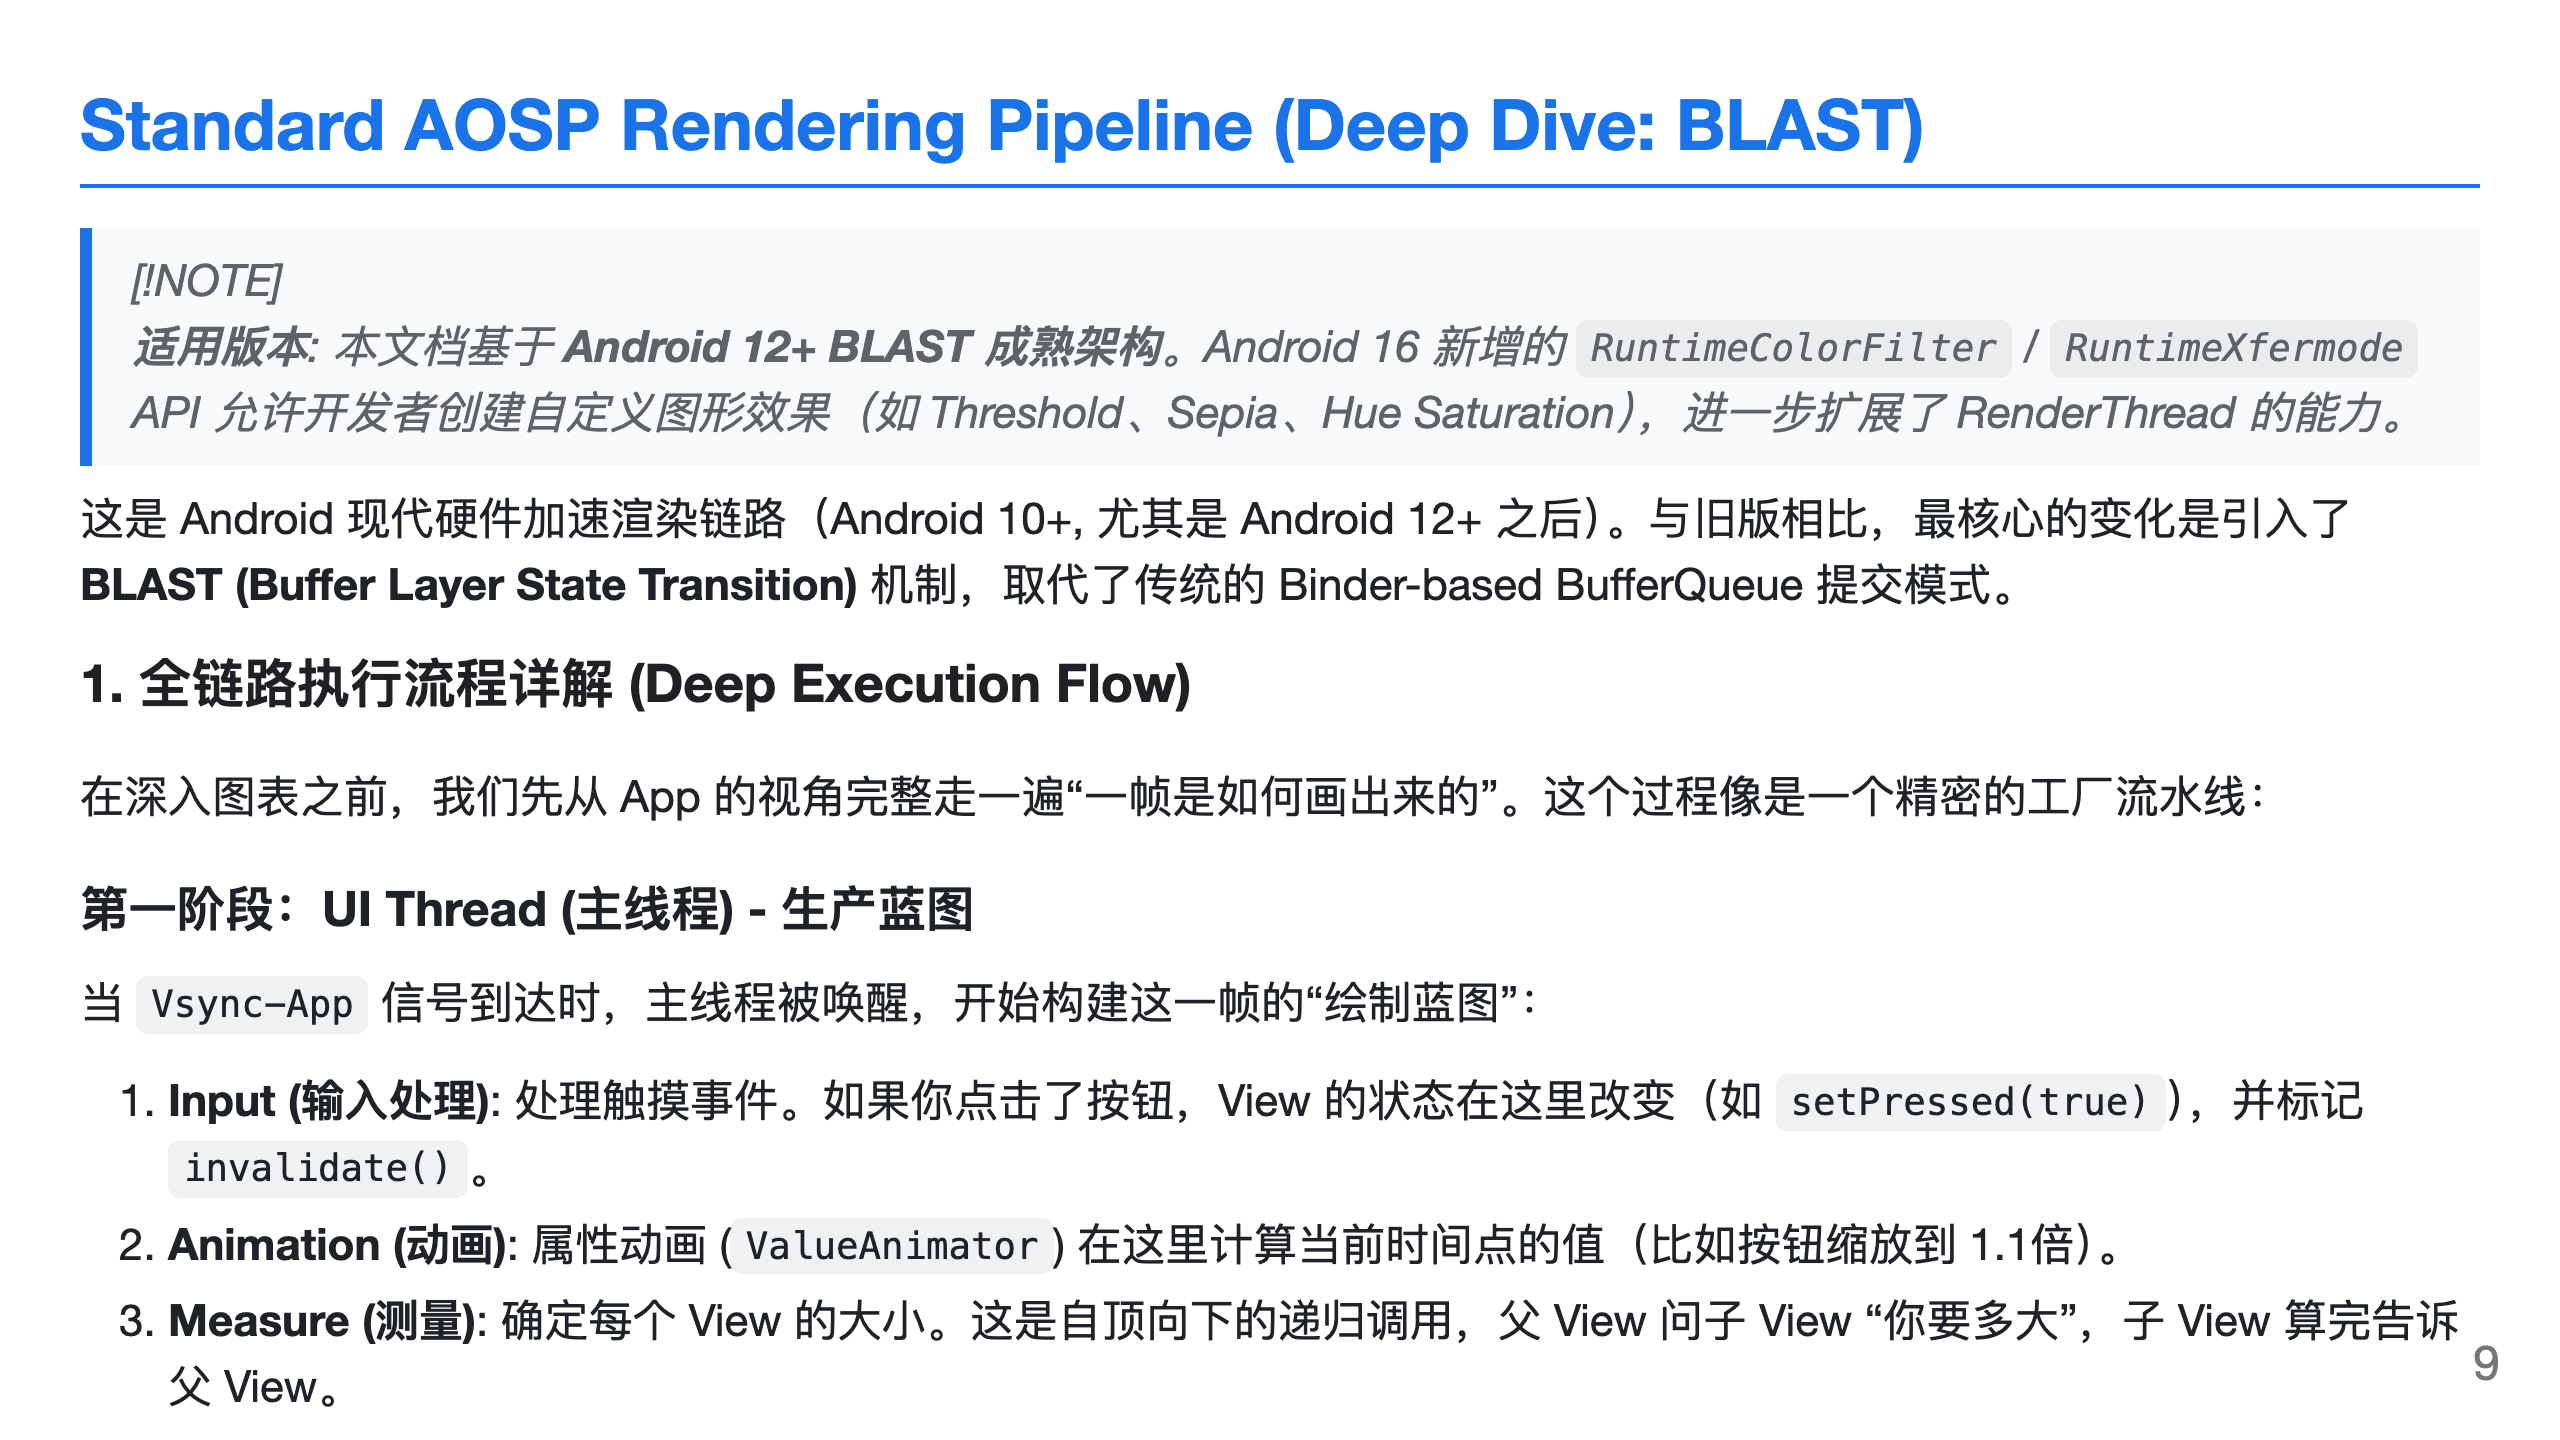 Standard AOSP Rendering Pipeline (Deep Dive: BLAST)
[!NOTE]
适用版本: 本文档基于 Android 12+ BLAST 成熟架构。Android 16 新增的 RuntimeColorFilter / RuntimeXfermode
API 允许开发者创建自定义图形效果（如 Threshold、Sepia、Hue Saturation），进一步扩展了 RenderThread 的能力。
这是 Android 现代硬件加速渲染链路（Android 10+, 尤其是 Android 12+ 之后）。与旧版相比，最核心的变化是引入了
BLAST (Buffer Layer State Transition) 机制，取代了传统的 Binder-based BufferQueue 提交模式。
1. 全链路执行流程详解 (Deep Execution Flow)
在深入图表之前，我们先从 App 的视角完整走一遍“一帧是如何画出来的”。这个过程像是一个精密的工厂流水线：
第一阶段：UI Thread (主线程) - 生产蓝图
当 Vsync-App 信号到达时，主线程被唤醒，开始构建这一帧的“绘制蓝图”：
1. Input (输入处理): 处理触摸事件。如果你点击了按钮，View 的状态在这里改变（如 setPressed(true)），并标记
invalidate()。
2. Animation (动画): 属性动画 (ValueAnimator) 在这里计算当前时间点的值（比如按钮缩放到 1.1倍）。
3. Measure (测量): 确定每个 View 的大小。这是自顶向下的递归调用，父 View 问子 View “你要多大”，子 View 算完告诉
父 View。
9